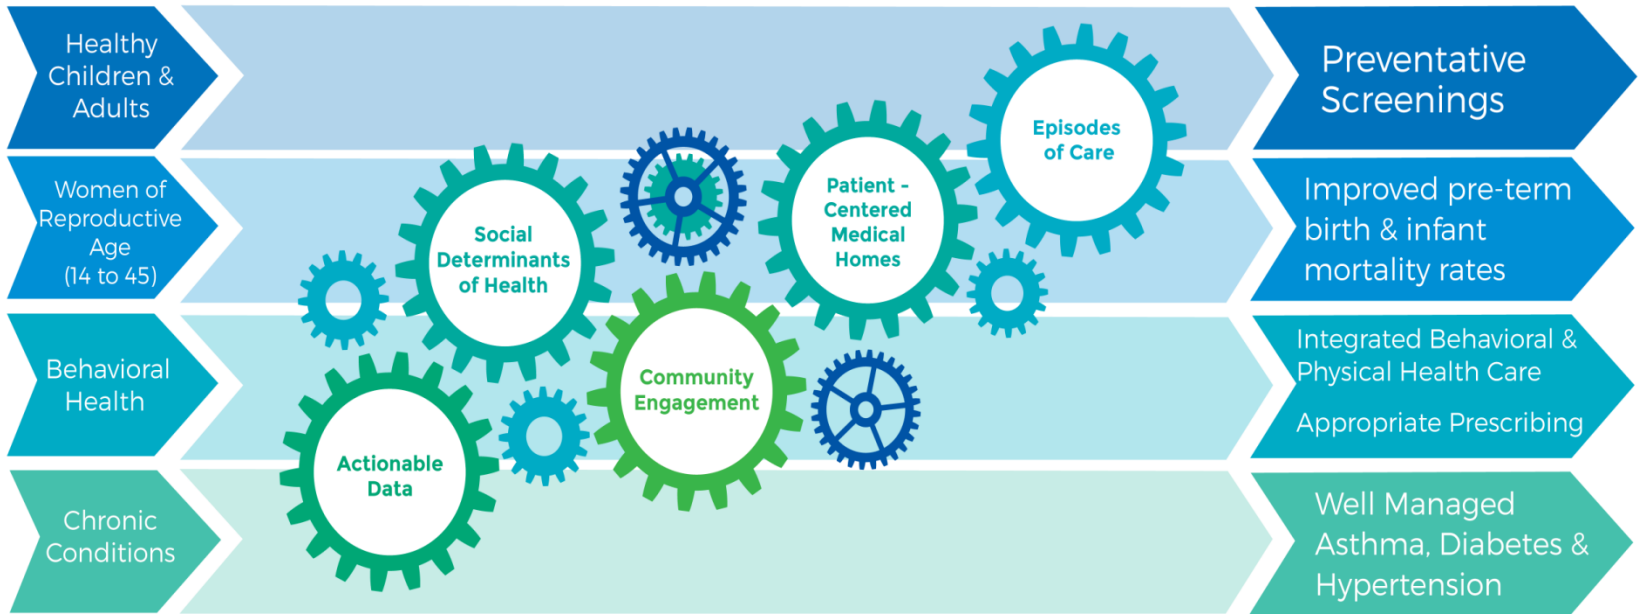 Healthy
Children &
Adults
Preventative
Screenings
Episodes
of Care
Patient -
Centered
Medical
Homes
Social
Determinants
of Health
Women of
Reproductive
Age
(14 to 45)
Improved pre-term
birth & infant
mortality rates
Behavioral
Health
Community
Engagement
Integrated Behavioral &
Physical Health Care
Appropriate Prescribing
Actionable
Data
Chronic
Conditions
Well Managed
Asthma, Diabetes &
Hypertension